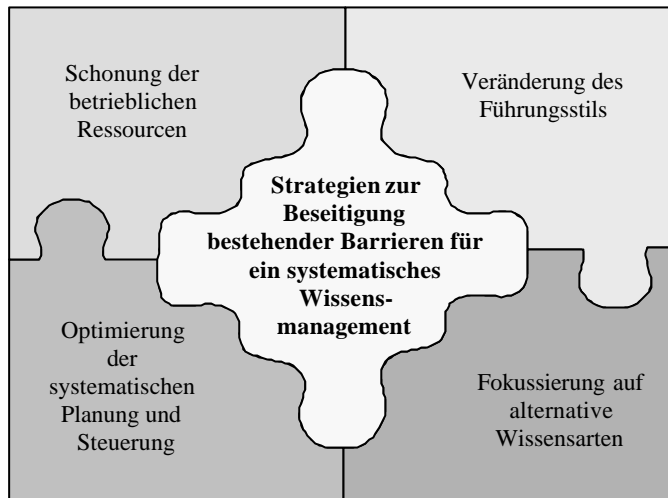 Schonung der
betrieblichen
Ressourcen
Veränderung des
Führungsstils
Strategien zur
Beseitigung
bestehender Barrieren für
ein systematisches
Wissens-
management
Optimierung
der
systematischen
Planung und
Steuerung
Fokussierung auf
alternative
Wissensarten